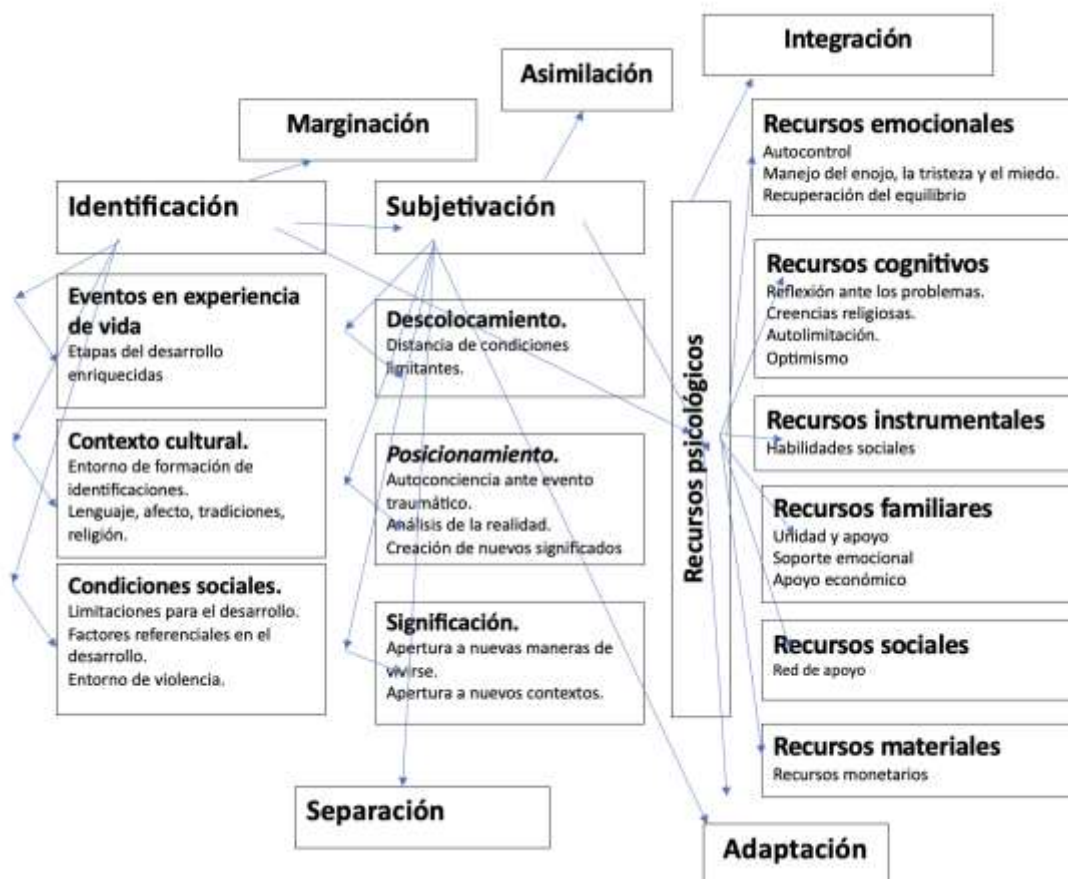 Integración
Asimilación
Marginación
Identificación
Eventos en experiencia
de vida
Etapas del desarrollo
enriquecidas
Contexto cultural.
Entorno de formación de
identificaciones.
Lenguaje, afecto, tradiciones,
religión.
Condiciones sociales.
Limitaciones para el desarrollo.
Factores referenciales en el
desarrollo.
Entorno de violencia.
Subjetivación
Descolocamiento.
Distancia de condiciones
limitantes.
Posicionamiento.
Autoconciencia ante evento
traumático.
Análisis de la realidad.
Creación de nuevos significados
Significación.
Apertura a nuevas maneras de
vivirse.
Apertura a nuevos contextos.
Recursos psicológicos
Recursos emocionales
Autocontrol
Manejo del enojo, la tristeza y el miedo.
Recuperación del equilibrio
Recursos cognitivos
Reflexión ante los problemas.
Creencias religiosas.
Autolimitación.
Optimismo
Recursos instrumentales
Habilidades sociales
Recursos familiares
Unidad y apoyo
Soporte emocional
Apoyo económico
Recursos sociales
Red de apoyo
Recursos materiales
Recursos monetarios
Separación
Adaptación